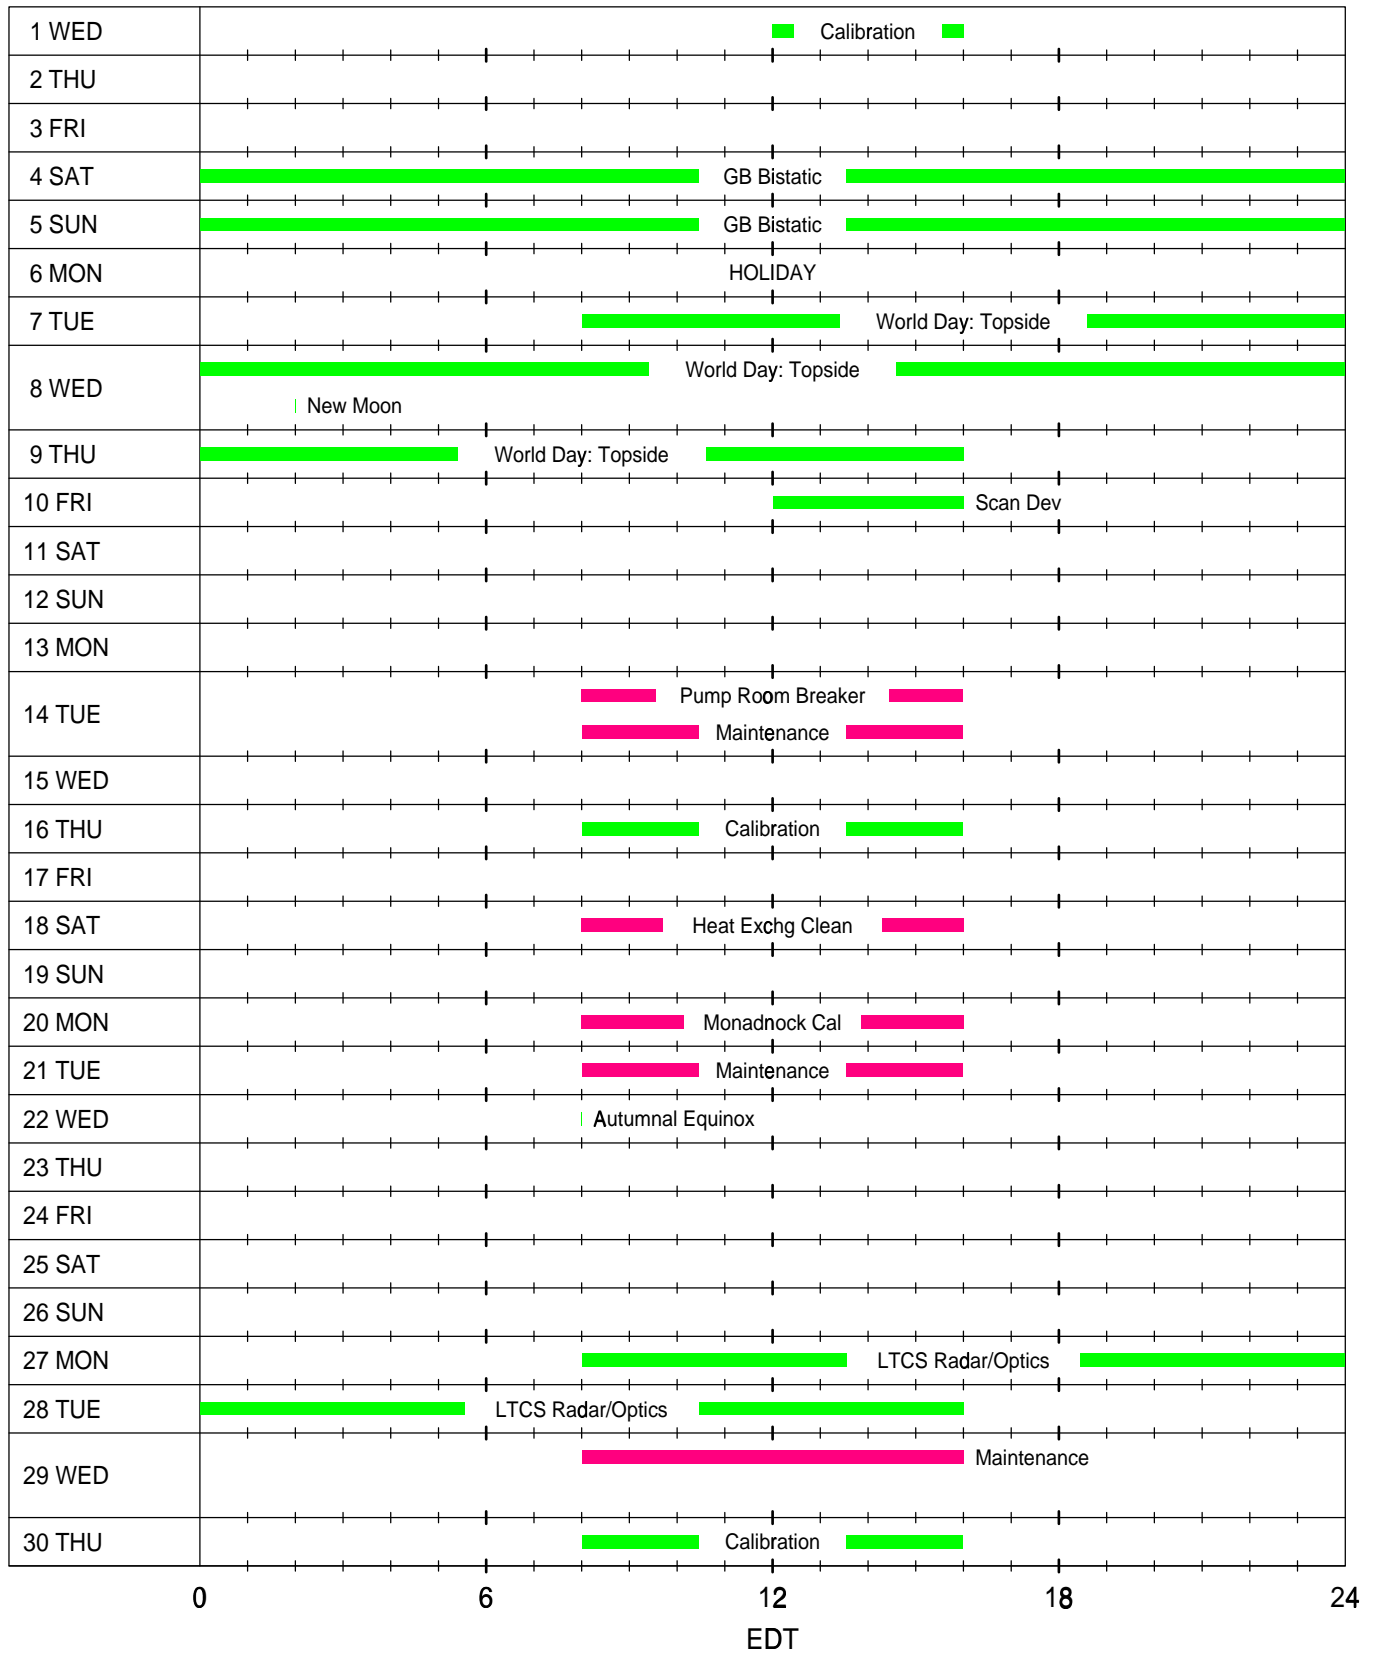 1 WED Calibration
2 THU
3 FRI
4 SAT GB Bistatic
5 SUN GB Bistatic
6 MON HOLIDAY
7 TUE World Day: Topside
8 WED World Day: Topside
New Moon
9 THU World Day: Topside
10 FRI Scan Dev
11 SAT
12 SUN
13 MON
14 TUE Pump Room Breaker
Maintenance
15 WED
16 THU Calibration
17 FRI
18 SAT Heat Exchg Clean
19 SUN
20 MON Monadnock Cal
21 TUE Maintenance
22 WED Autumnal Equinox
23 THU
24 FRI
25 SAT
26 SUN
27 MON LTCS Radar/Optics
28 TUE LTCS Radar/Optics
29 WED Maintenance
30 THU Calibration
0 6 12 18 24
EDT